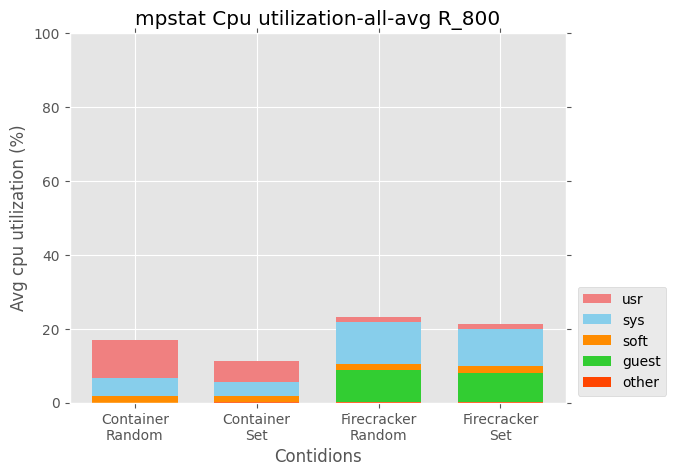 mpstat Cpu utilization-all-avg R_800
100
80
60
40
20
0
Avg cpu utilization (%)
Container
Random
Container
Set
Firecracker
Random
Firecracker
Set
Contidions
usr
sys
soft
guest
other